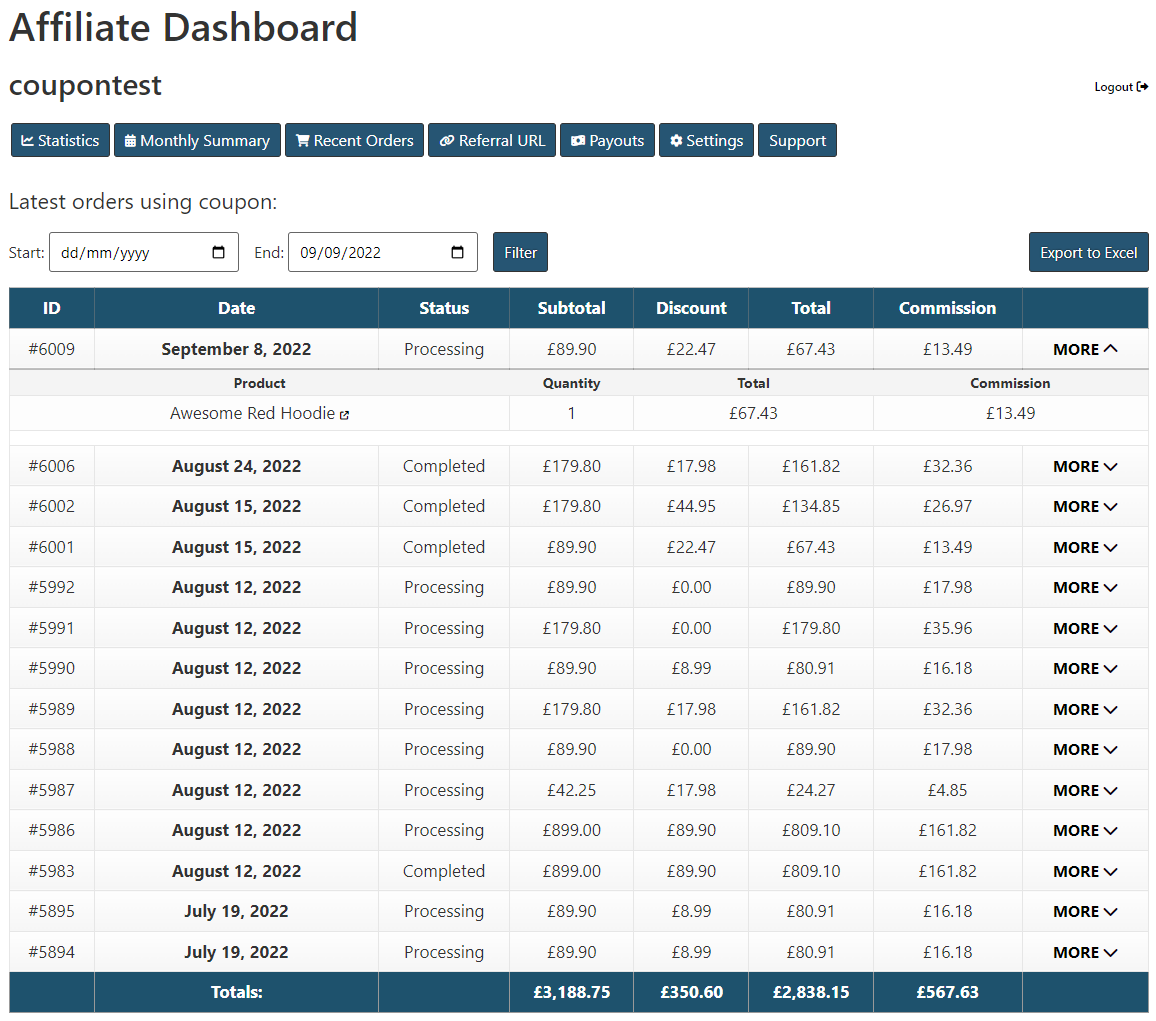 Affiliate Dashboard
coupontest
Logout
Statistics Monthly Summary Recent Orders Referral URL Payouts Settings Support
Latest orders using coupon:
Start: dd/mm/yyyy End: 09/09/2022 Filter Export to Excel
ID Date Status Subtotal Discount Total Commission
#6009 September 8, 2022 Processing £89.90 £22.47 £67.43 £13.49 MORE
Product Quantity Total Commission
Awesome Red Hoodie 1 £67.43 £13.49
#6006 August 24, 2022 Completed £179.80 £17.98 £161.82 £32.36 MORE
#6002 August 15, 2022 Completed £179.80 £44.95 £134.85 £26.97 MORE
#6001 August 15, 2022 Completed £89.90 £22.47 £67.43 £13.49 MORE
#5992 August 12, 2022 Processing £89.90 £0.00 £89.90 £17.98 MORE
#5991 August 12, 2022 Processing £179.80 £0.00 £179.80 £35.96 MORE
#5990 August 12, 2022 Processing £89.90 £8.99 £80.91 £16.18 MORE
#5989 August 12, 2022 Processing £179.80 £17.98 £161.82 £32.36 MORE
#5988 August 12, 2022 Processing £89.90 £0.00 £89.90 £17.98 MORE
#5987 August 12, 2022 Processing £42.25 £17.98 £24.27 £4.85 MORE
#5986 August 12, 2022 Processing £899.00 £89.90 £809.10 £161.82 MORE
#5983 August 12, 2022 Completed £899.00 £89.90 £809.10 £161.82 MORE
#5895 July 19, 2022 Processing £89.90 £8.99 £80.91 £16.18 MORE
#5894 July 19, 2022 Processing £89.90 £8.99 £80.91 £16.18 MORE
Totals: £3,188.75 £350.60 £2,838.15 £567.63